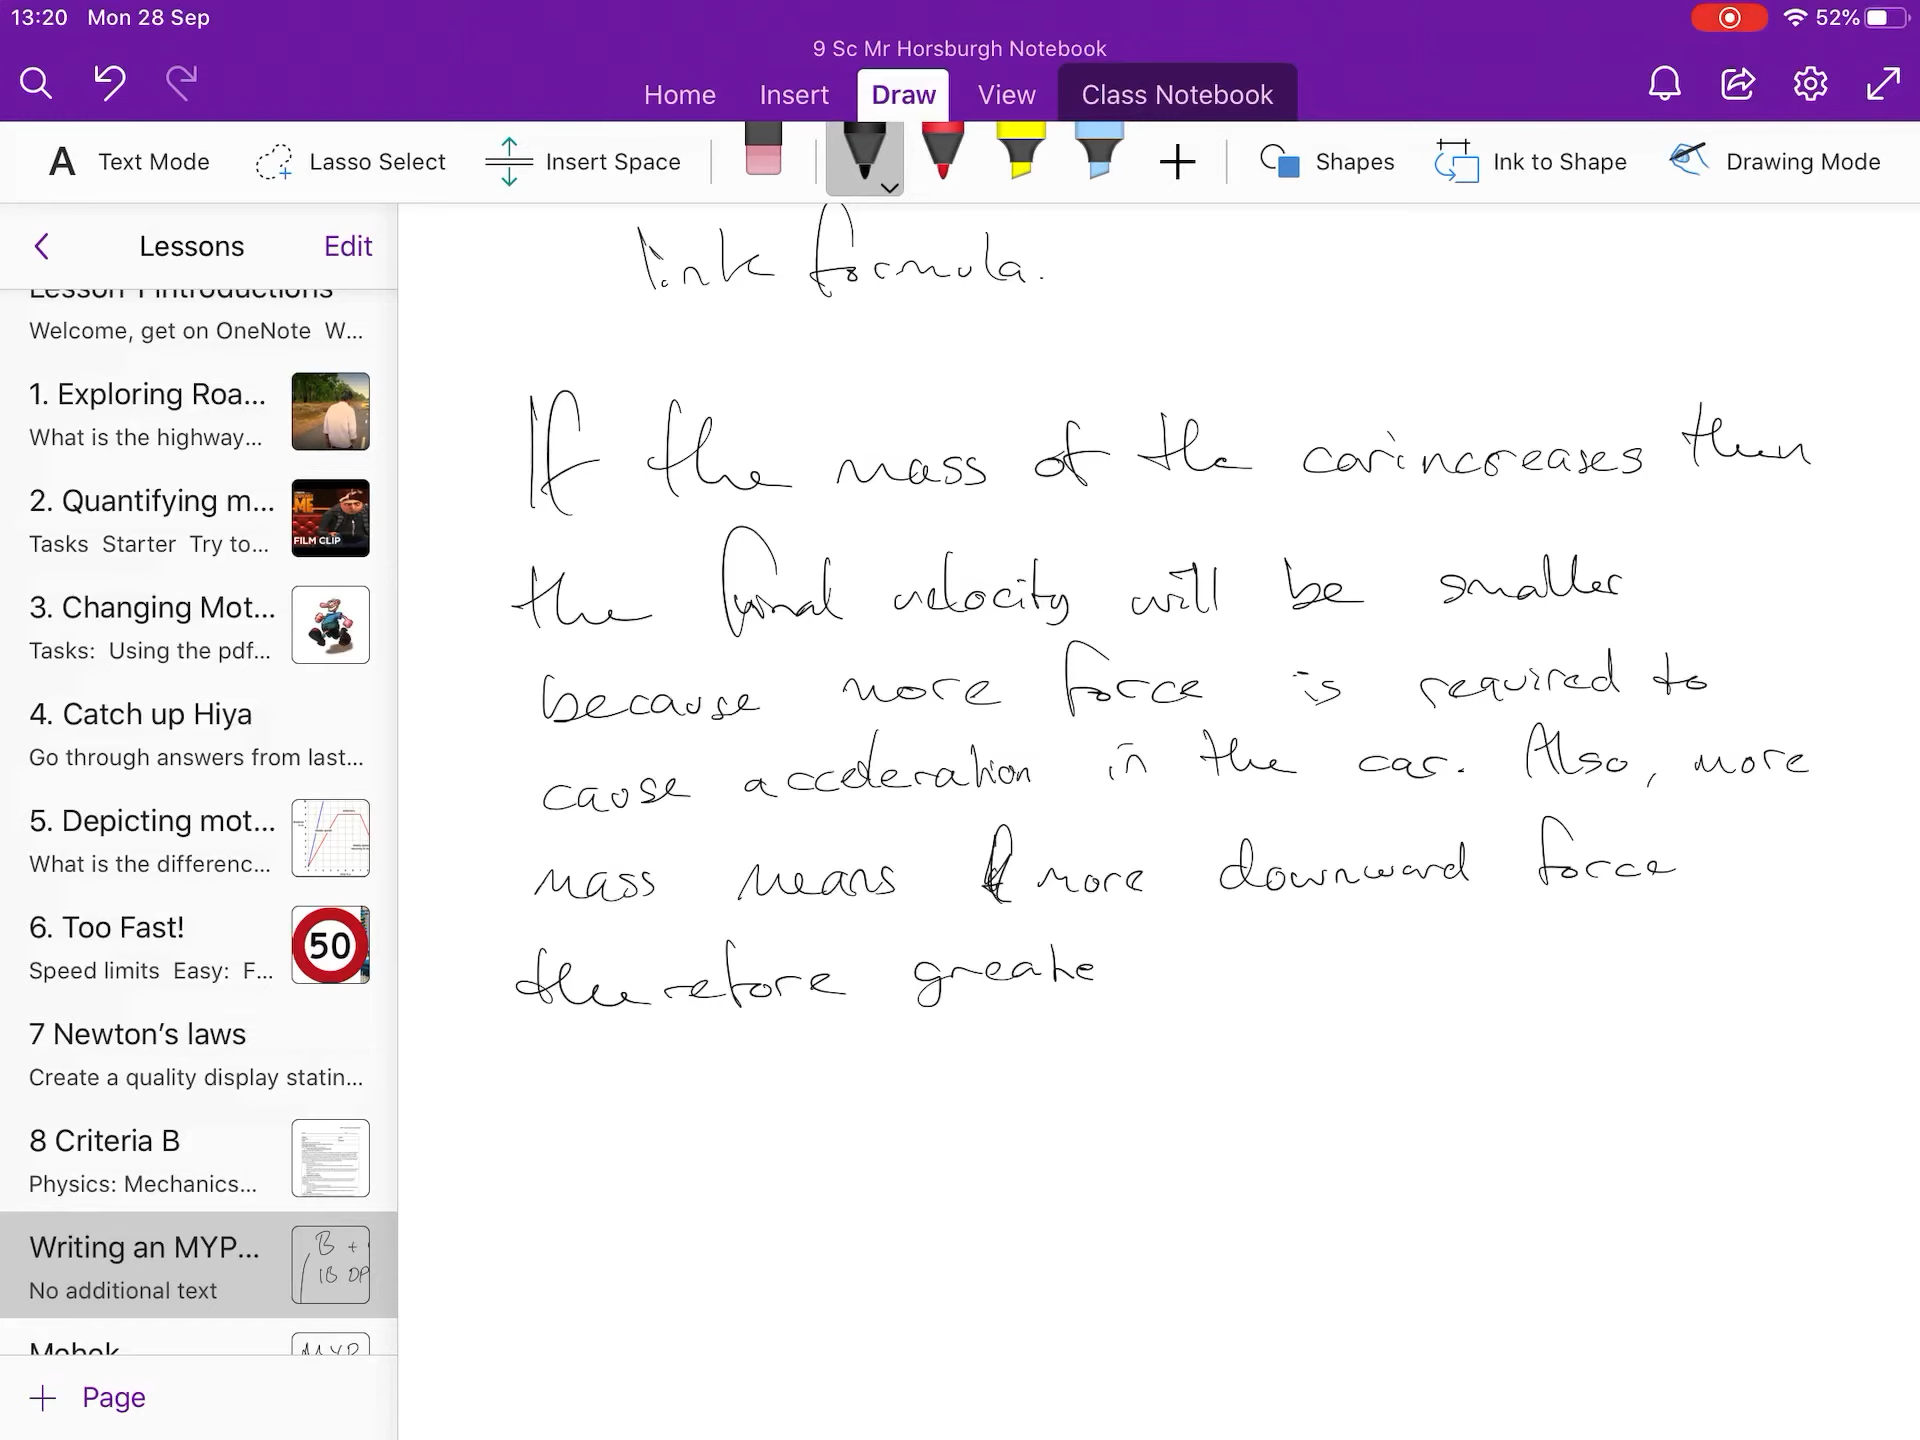 13:20 Mon 28 Sep
52%
9 Sc Mr Horsburgh Notebook
Home Insert Draw View Class Notebook
A Text Mode Lasso Select Insert Space Shapes Ink to Shape Drawing Mode
Lessons Edit
Lesson 1 Introductions
Welcome, get on OneNote W...
1. Exploring Roa...
What is the highway...
2. Quantifying m...
Tasks Starter Try to...
FILM CLIP
3. Changing Mot...
Tasks: Using the pdf...
4. Catch up Hiya
Go through answers from last...
5. Depicting mot...
What is the differenc...
6. Too Fast!
Speed limits Easy: F...
50
7 Newton's laws
Create a quality display statin...
8 Criteria B
Physics: Mechanics...
Writing an MYP...
No additional text
B +
IB DP
Mehek
MYP
+ Page
link formula.
If the mass of the car increases then
the final velocity will be smaller
because more force is required to
cause acceleration in the car. Also, more
mass means more downward force
therefore greate